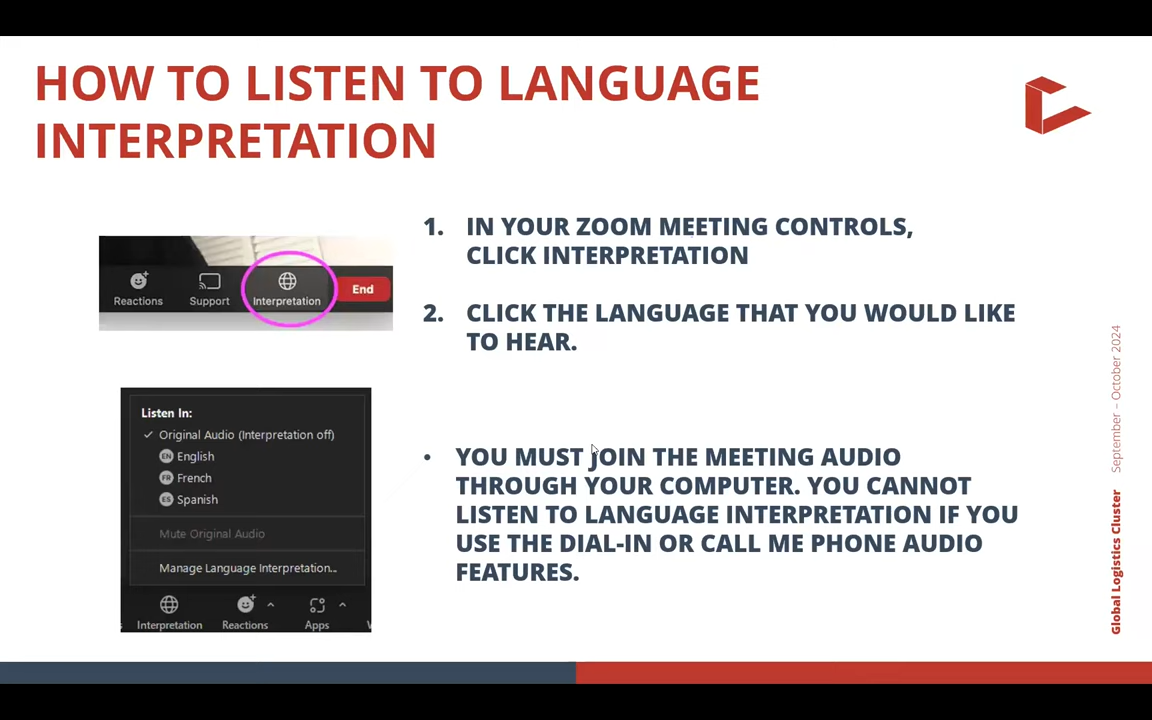 HOW TO LISTEN TO LANGUAGE
INTERPRETATION
1. IN YOUR ZOOM MEETING CONTROLS,
CLICK INTERPRETATION
2. CLICK THE LANGUAGE THAT YOU WOULD LIKE
TO HEAR.
Reactions
Support
Interpretation
End
Listen In:
✓ Original Audio (Interpretation off)
EN English
FR French
ES Spanish
Mute Original Audio
Manage Language Interpretation...
Interpretation
Reactions
Apps
• YOU MUST JOIN THE MEETING AUDIO
THROUGH YOUR COMPUTER. YOU CANNOT
LISTEN TO LANGUAGE INTERPRETATION IF YOU
USE THE DIAL-IN OR CALL ME PHONE AUDIO
FEATURES.
Global Logistics Cluster September – October 2024